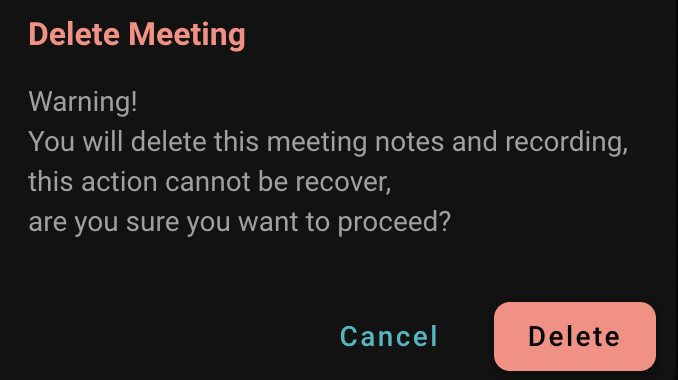 Delete Meeting
Warning!
You will delete this meeting notes and recording,
this action cannot be recover,
are you sure you want to proceed?
Cancel Delete